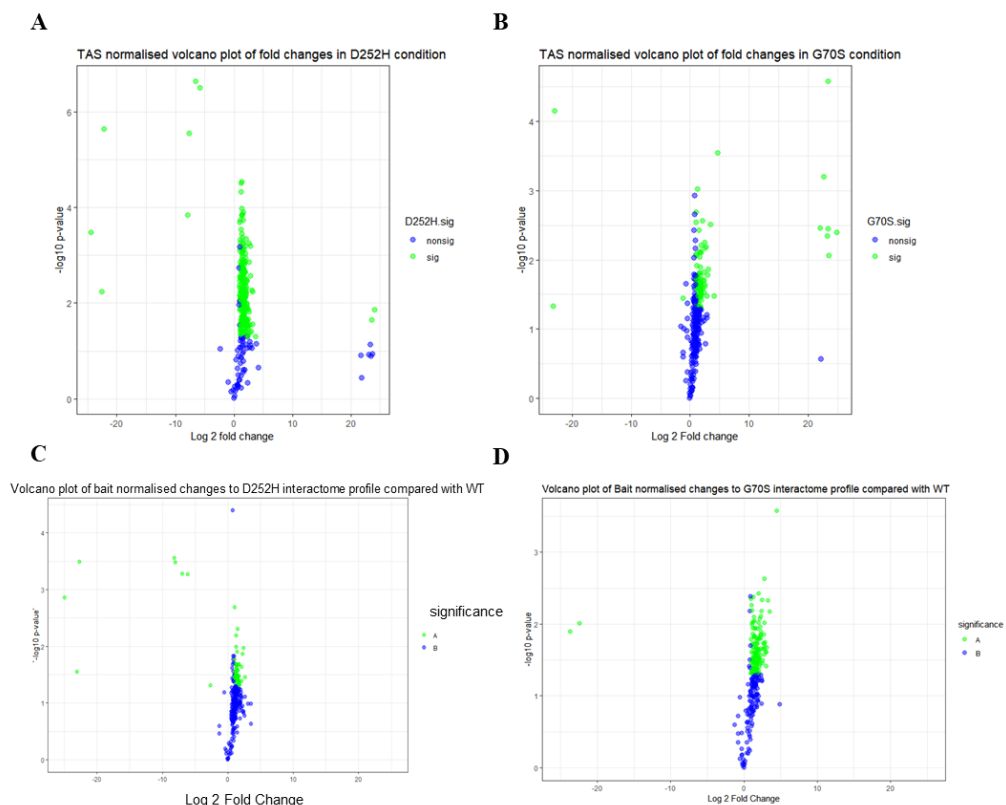 A
TAS normalised volcano plot of fold changes in D252H condition
6
4
2
0
-log10 p-value
-20
-10
0
10
20
Log 2 fold change
D252H.sig
nonsig
sig
B
TAS normalised volcano plot of fold changes in G70S condition
4
3
2
1
0
-log10 p-value
-20
-10
0
10
20
Log 2 Fold change
G70S.sig
nonsig
sig
C
Volcano plot of bait normalised changes to D252H interactome profile compared with WT
4
3
2
1
0
`-log10 p-value`
-20
-10
0
10
20
Log 2 Fold Change
significance
A
B
D
Volcano plot of Bait normalised changes to G70S interactome profile compared with WT
3
2
1
0
-log10 p-value`
-20
-10
0
10
20
Log 2 Fold Change
significance
A
B